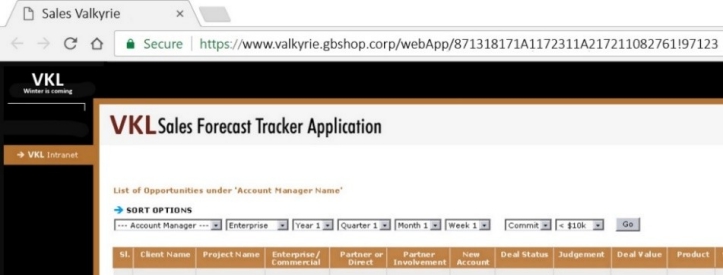 Sales Valkyrie ×
Secure | https://www.valkyrie.gbshop.corp/webApp/871318171A1172311A217211082761!97123
VKL
Winter is coming
VKL Sales Forecast Tracker Application
→ VKL Intranet
List of Opportunities under 'Account Manager Name'
→ SORT OPTIONS
--- Account Manager --- Enterprise Year 1 Quarter 1 Month 1 Week 1 Commit < $10k Go
Sl. Client Name Project Name Enterprise/ Commercial Partner or Direct Partner Involvement New Account Deal Status Judgement Deal Value Product